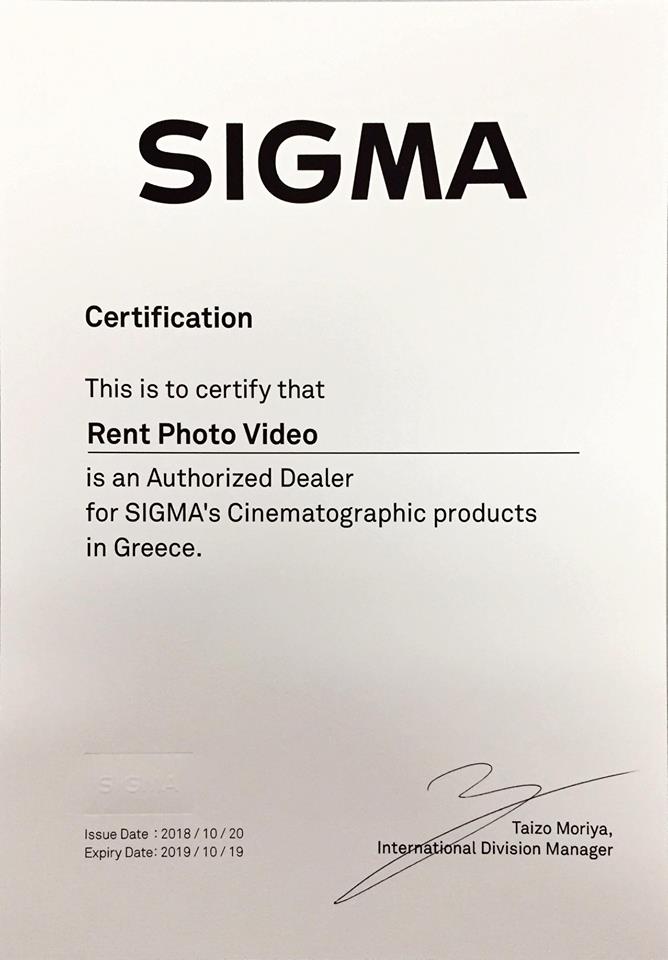 SIGMA
Certification
This is to certify that
Rent Photo Video
is an Authorized Dealer
for SIGMA's Cinematographic products
in Greece.
SIGMA
Issue Date : 2018 / 10 / 20
Expiry Date: 2019 / 10 / 19
Taizo Moriya,
International Division Manager